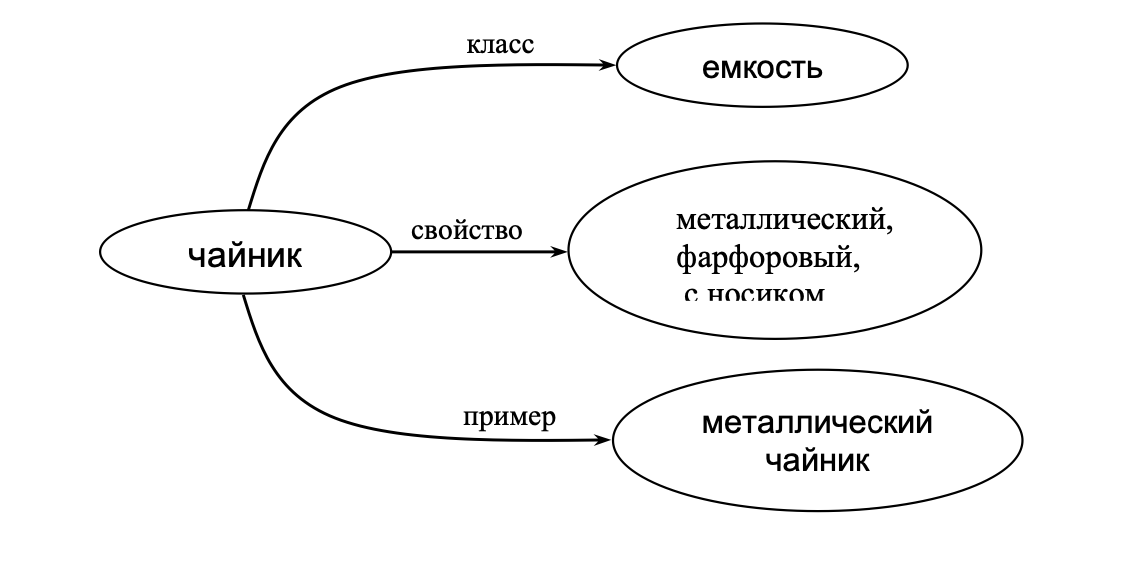 класс
емкость
чайник
свойство
металлический,
фарфоровый,
с носиком
пример
металлический
чайник